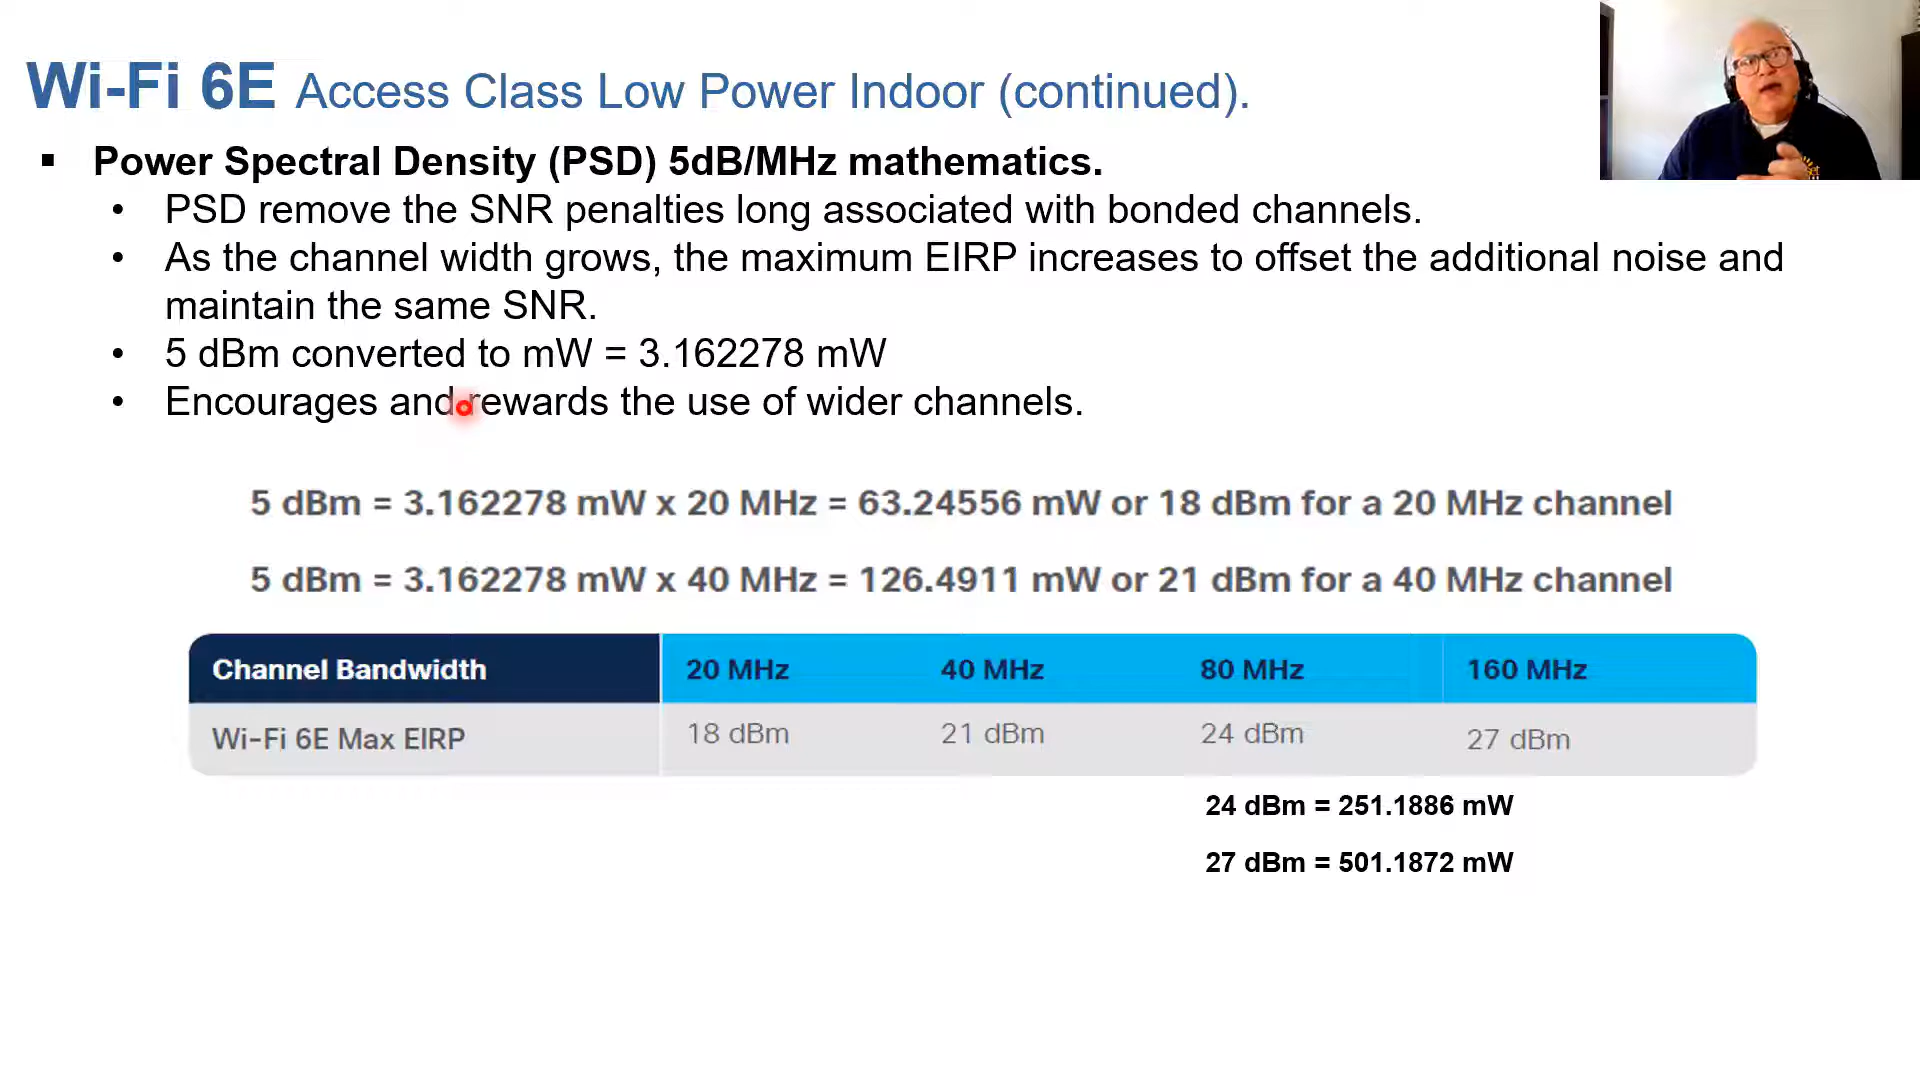 Wi-Fi 6E Access Class Low Power Indoor (continued).
▪ Power Spectral Density (PSD) 5dB/MHz mathematics.
• PSD remove the SNR penalties long associated with bonded channels.
• As the channel width grows, the maximum EIRP increases to offset the additional noise and
maintain the same SNR.
• 5 dBm converted to mW = 3.162278 mW
• Encourages and rewards the use of wider channels.
5 dBm = 3.162278 mW x 20 MHz = 63.24556 mW or 18 dBm for a 20 MHz channel
5 dBm = 3.162278 mW x 40 MHz = 126.4911 mW or 21 dBm for a 40 MHz channel
Channel Bandwidth 20 MHz 40 MHz 80 MHz 160 MHz
Wi-Fi 6E Max EIRP 18 dBm 21 dBm 24 dBm 27 dBm
24 dBm = 251.1886 mW
27 dBm = 501.1872 mW